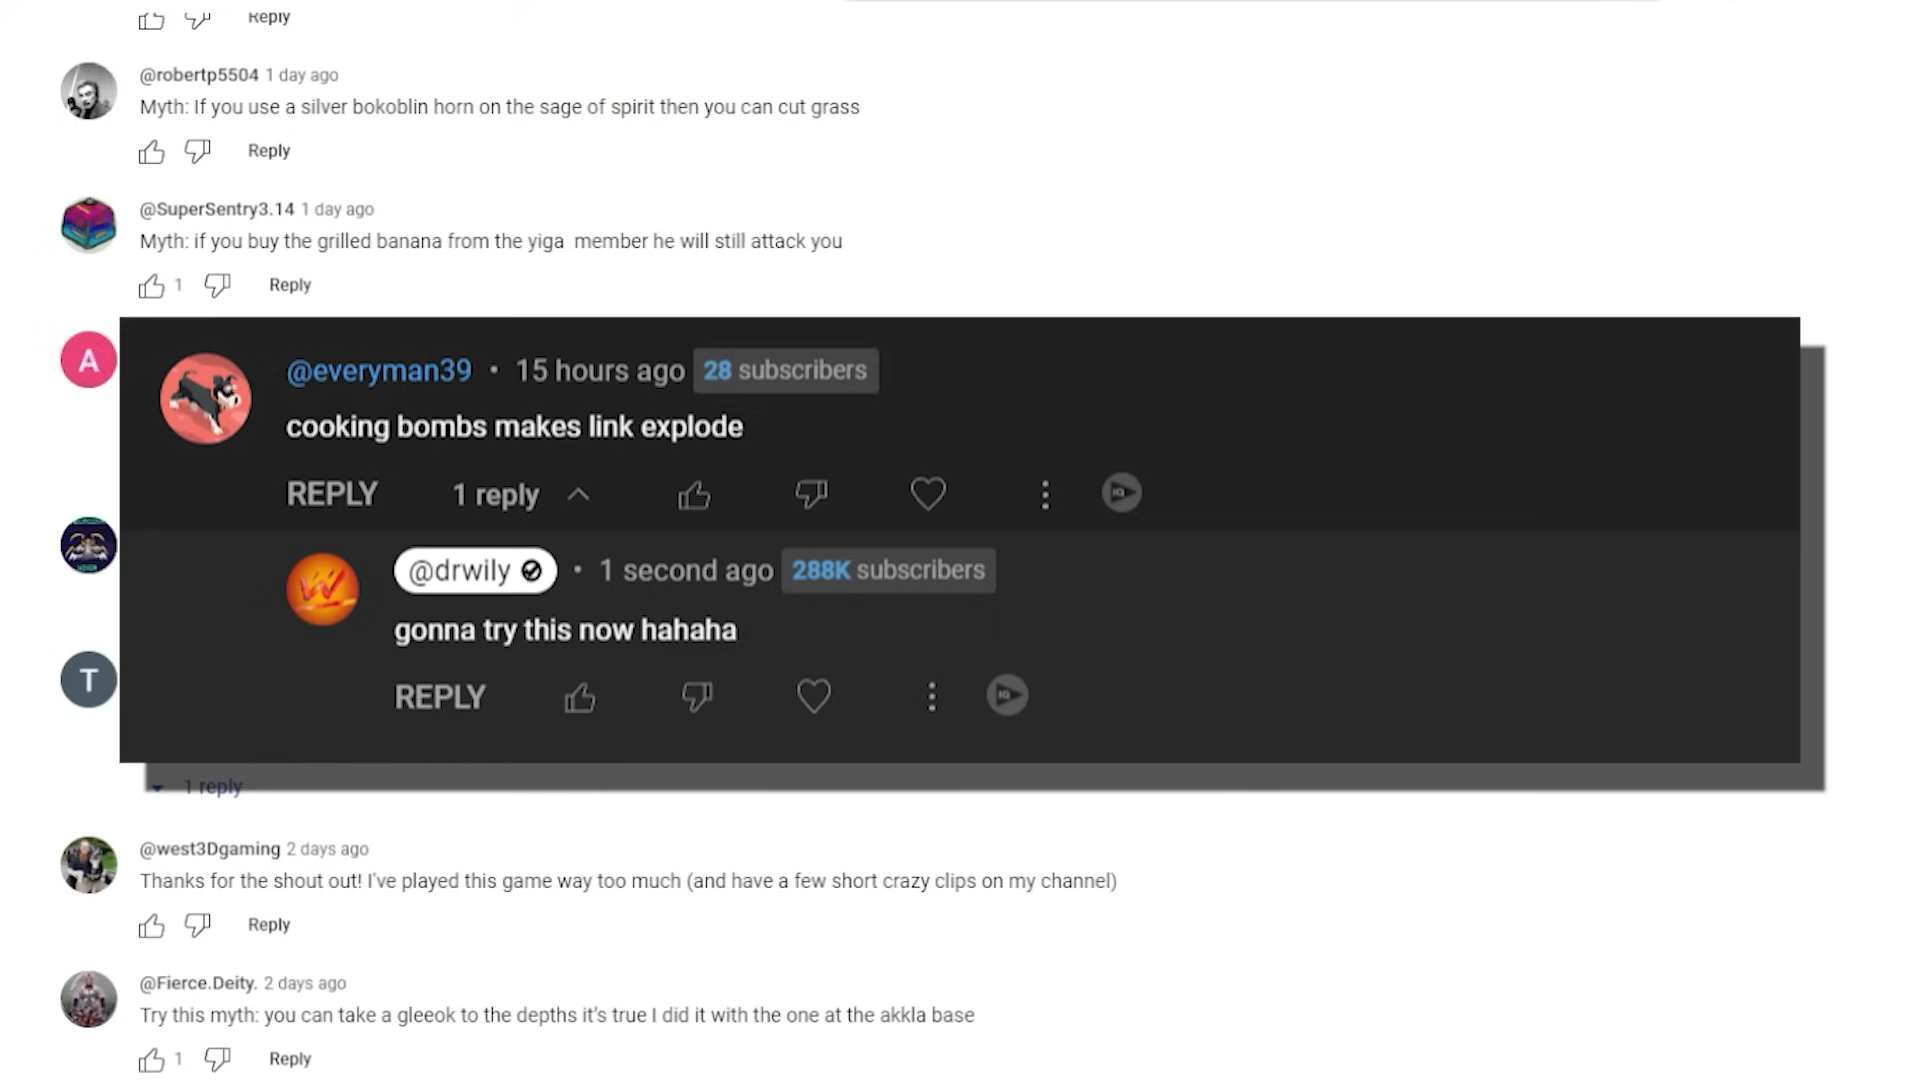 Reply
@robertp5504 1 day ago
Myth: If you use a silver bokoblin horn on the sage of spirit then you can cut grass
Reply
@SuperSentry3.14 1 day ago
Myth: if you buy the grilled banana from the yiga member he will still attack you
1 Reply
A
@everyman39 • 15 hours ago 28 subscribers
cooking bombs makes link explode
REPLY 1 reply
IQ
@drwily • 1 second ago 288K subscribers
W
gonna try this now hahaha
REPLY
IQ
T
1 reply
@west3Dgaming 2 days ago
Thanks for the shout out! I've played this game way too much (and have a few short crazy clips on my channel)
Reply
@Fierce.Deity. 2 days ago
Try this myth: you can take a gleeok to the depths it's true I did it with the one at the akkla base
1 Reply